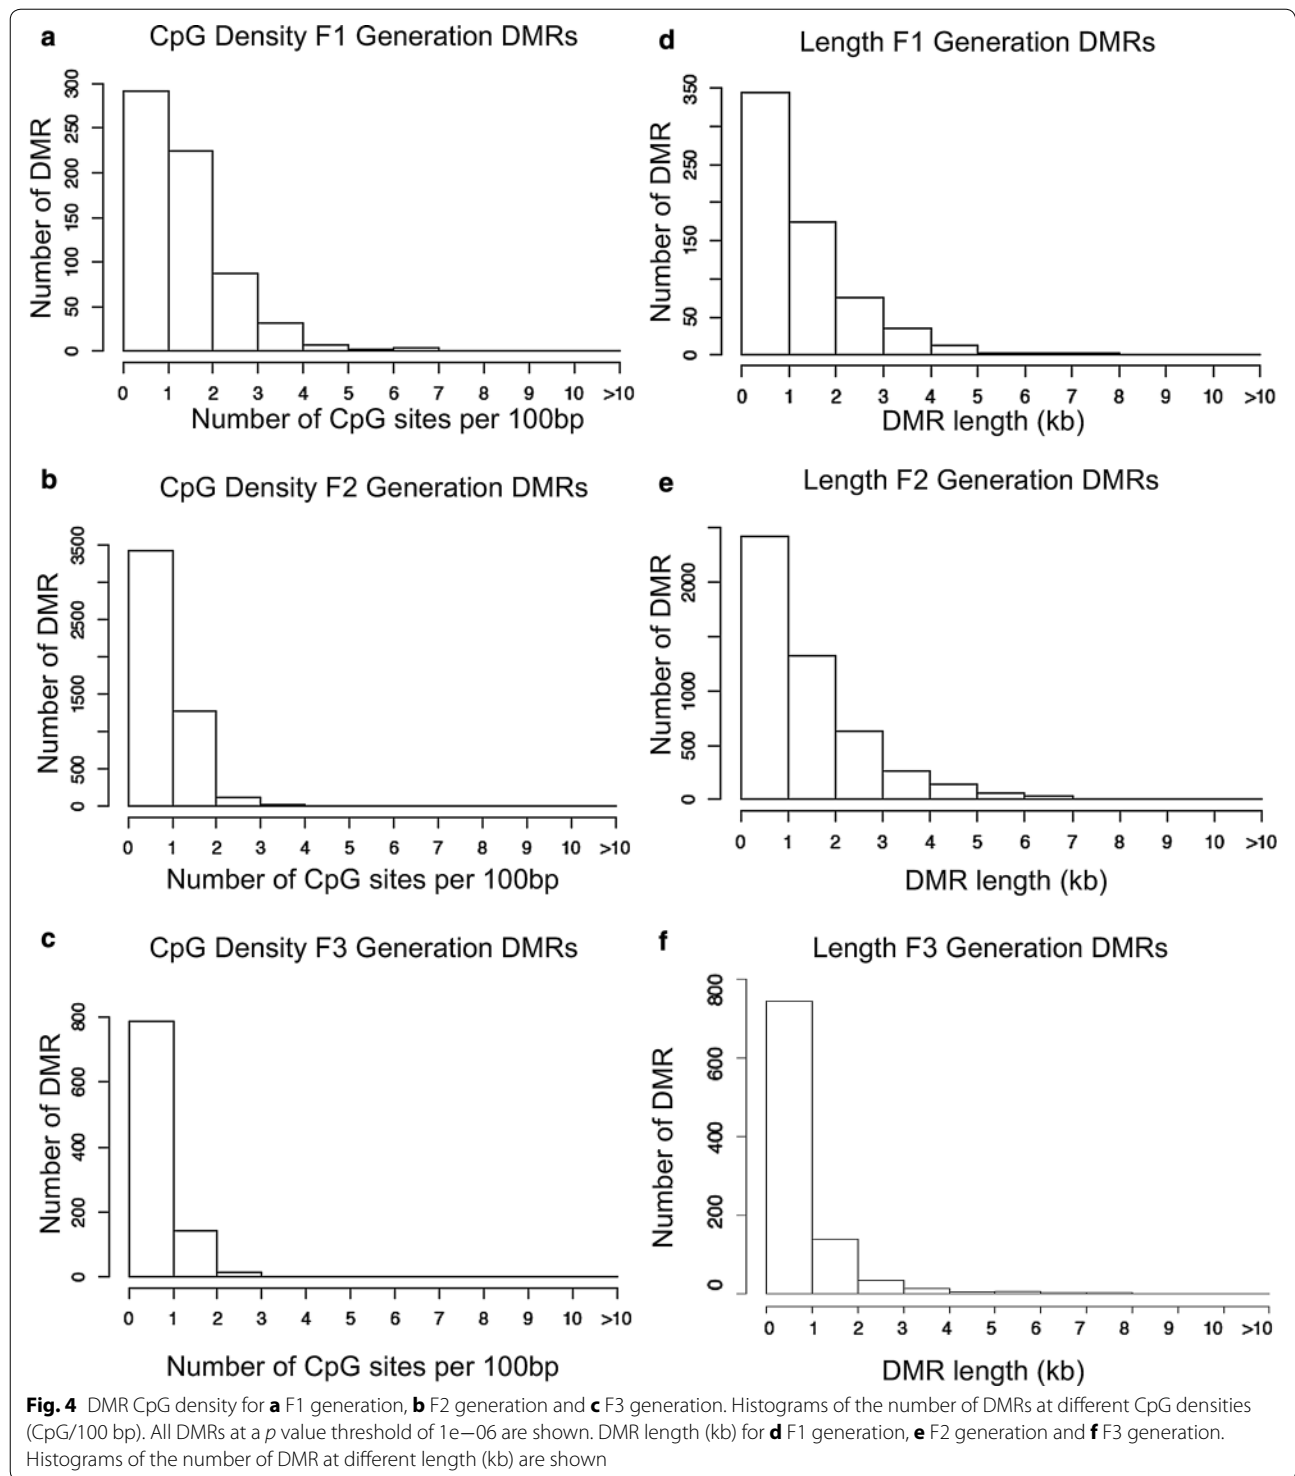 a
CpG Density F1 Generation DMRs
Number of DMR
300
250
200
150
100
50
0
0 1 2 3 4 5 6 7 8 9 10 >10
Number of CpG sites per 100bp
d
Length F1 Generation DMRs
Number of DMR
350
250
150
50
0
0 1 2 3 4 5 6 7 8 9 10 >10
DMR length (kb)
b
CpG Density F2 Generation DMRs
Number of DMR
3500
2500
1500
500
0
0 1 2 3 4 5 6 7 8 9 10 >10
Number of CpG sites per 100bp
e
Length F2 Generation DMRs
Number of DMR
2000
1000
500
0
0 1 2 3 4 5 6 7 8 9 10 >10
DMR length (kb)
c
CpG Density F3 Generation DMRs
Number of DMR
800
600
400
200
0
0 1 2 3 4 5 6 7 8 9 10 >10
Number of CpG sites per 100bp
f
Length F3 Generation DMRs
Number of DMR
800
600
400
200
0
0 1 2 3 4 5 6 7 8 9 10 >10
DMR length (kb)
Fig. 4 DMR CpG density for a F1 generation, b F2 generation and c F3 generation. Histograms of the number of DMRs at different CpG densities
(CpG/100 bp). All DMRs at a p value threshold of 1e−06 are shown. DMR length (kb) for d F1 generation, e F2 generation and f F3 generation.
Histograms of the number of DMR at different length (kb) are shown